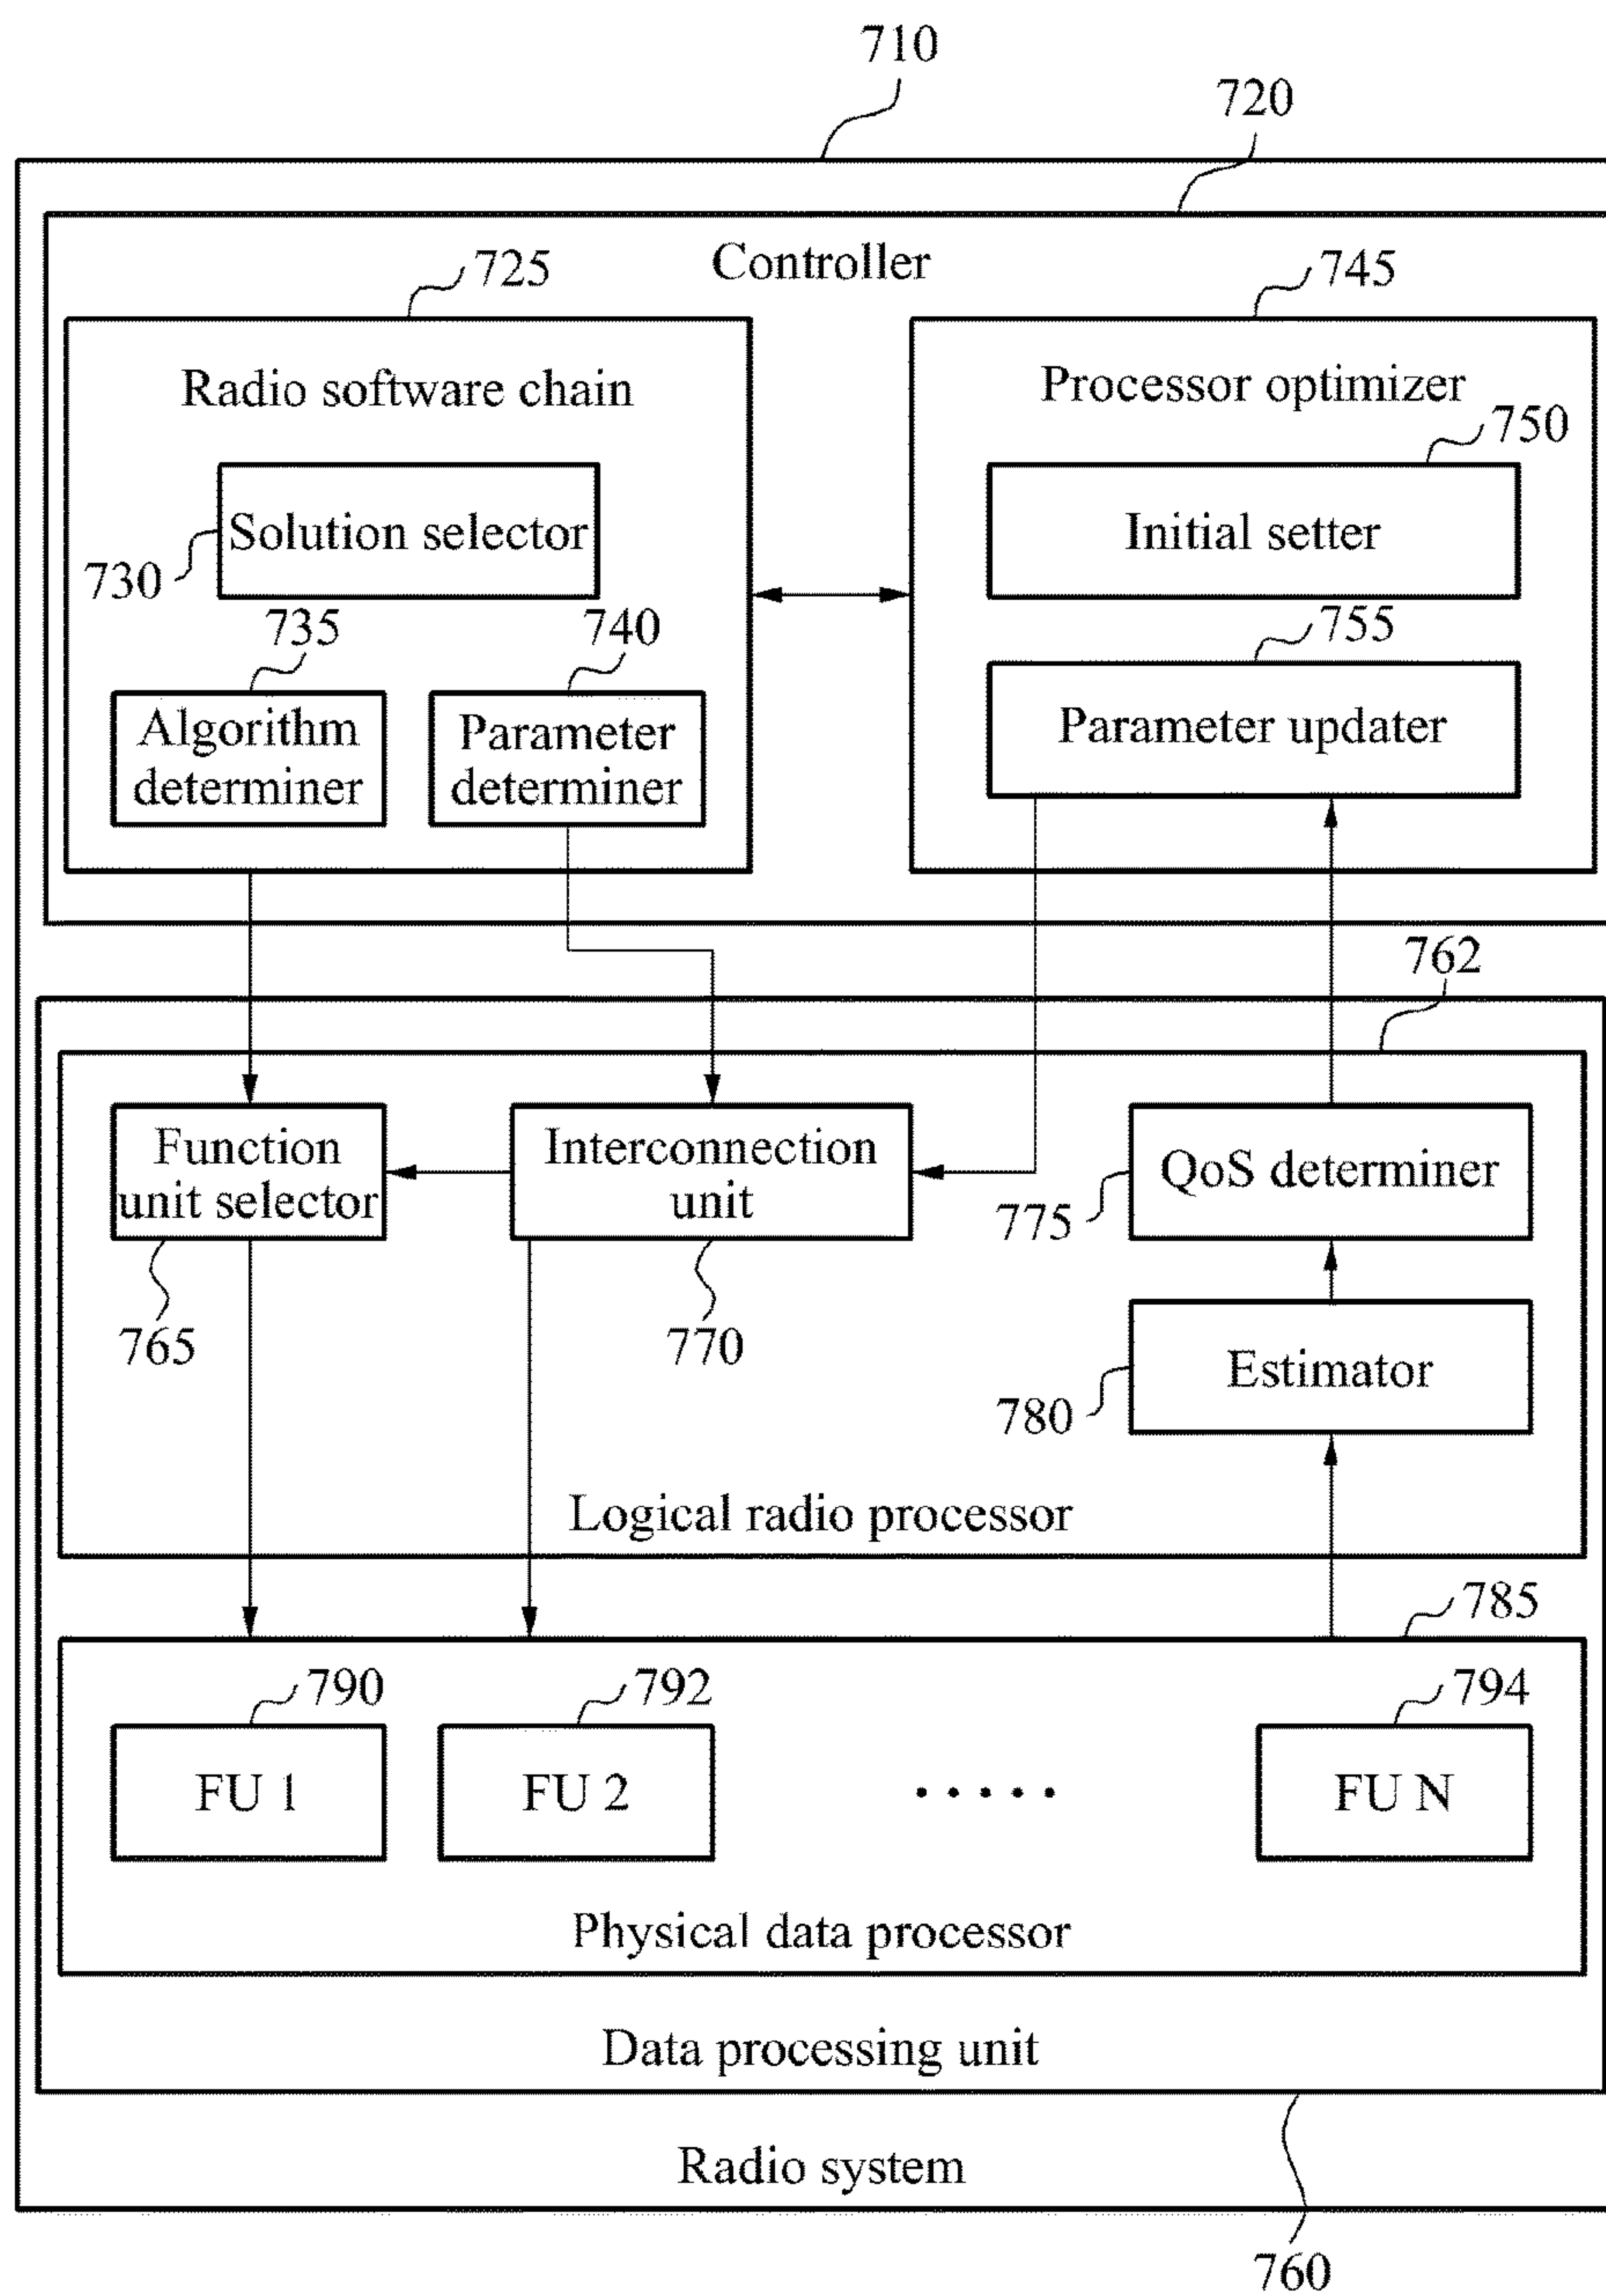 710
720
Controller
725
745
Radio software chain
Processor optimizer
750
Solution selector
Initial setter
730
735
740
755
Algorithm
determiner
Parameter
determiner
Parameter updater
762
Function
unit selector
Interconnection
unit
QoS determiner
775
765
770
Estimator
780
Logical radio processor
785
790
792
794
FU 1
FU 2
.....
FU N
Physical data processor
Data processing unit
Radio system
760